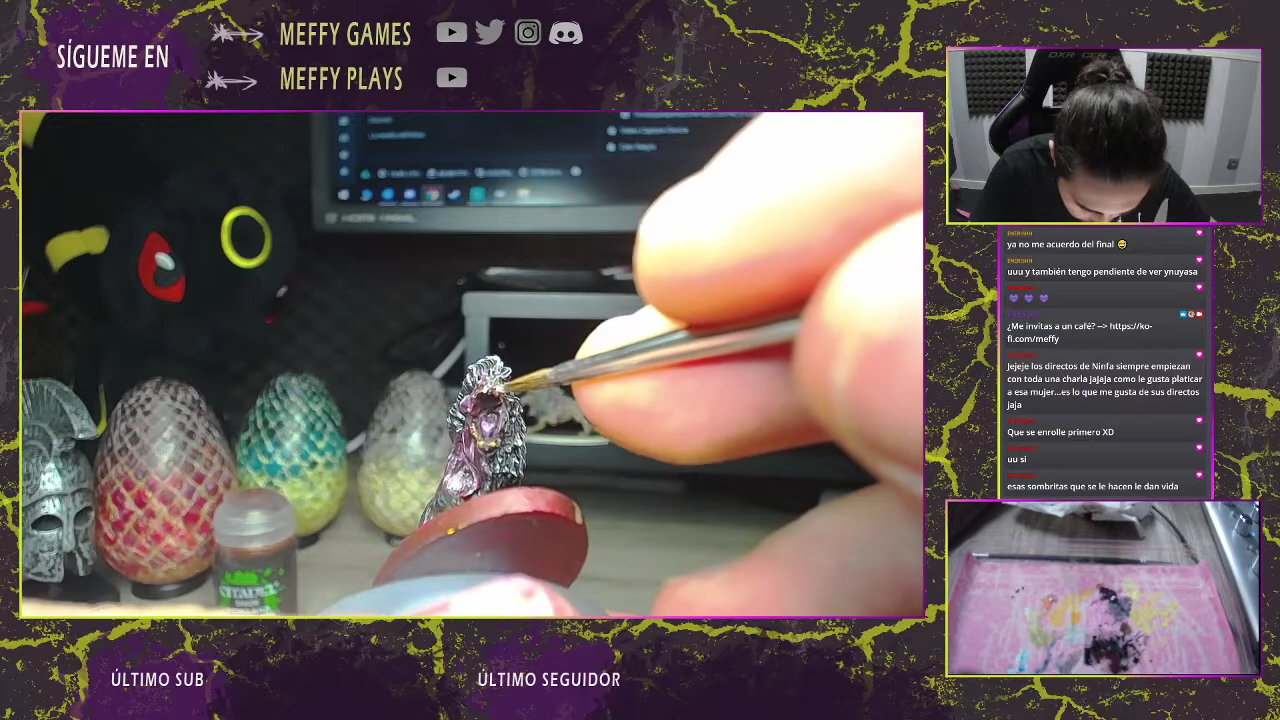 SÍGUEME EN
MEFFY GAMES
MEFFY PLAYS
DXR
CITADEL
SHADE
ENERISHH
ya no me acuerdo del final
ENERISHH
uuu y también tengo pendiente de ver ynuyasa
¿Me invitas a un café? —> https://ko-
fi.com/meffy
Jejeje los directos de Ninfa siempre empiezan
con toda una charla jajaja como le gusta platicar
a esa mujer...es lo que me gusta de sus directos
jaja
Que se enrolle primero XD
uu si
esas sombritas que se le hacen le dan vida
ÚLTIMO SUB
ÚLTIMO SEGUIDOR